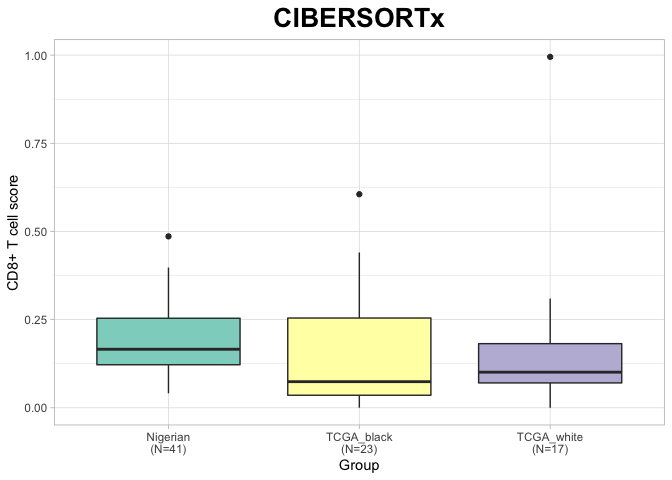 CIBERSORTx
CD8+ T cell score
1.00
0.75
0.50
0.25
0.00
Nigerian
(N=41)
TCGA_black
(N=23)
TCGA_white
(N=17)
Group